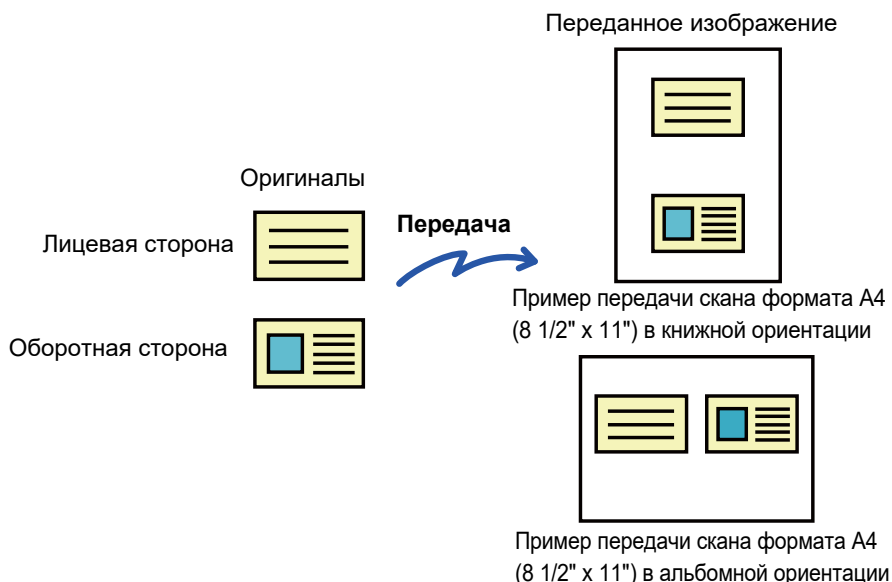 Переданное изображение
Оригиналы
Лицевая сторона
Передача
Оборотная сторона
Пример передачи скана формата A4
(8 1/2" x 11") в книжной ориентации
Пример передачи скана формата A4
(8 1/2" x 11") в альбомной ориентации